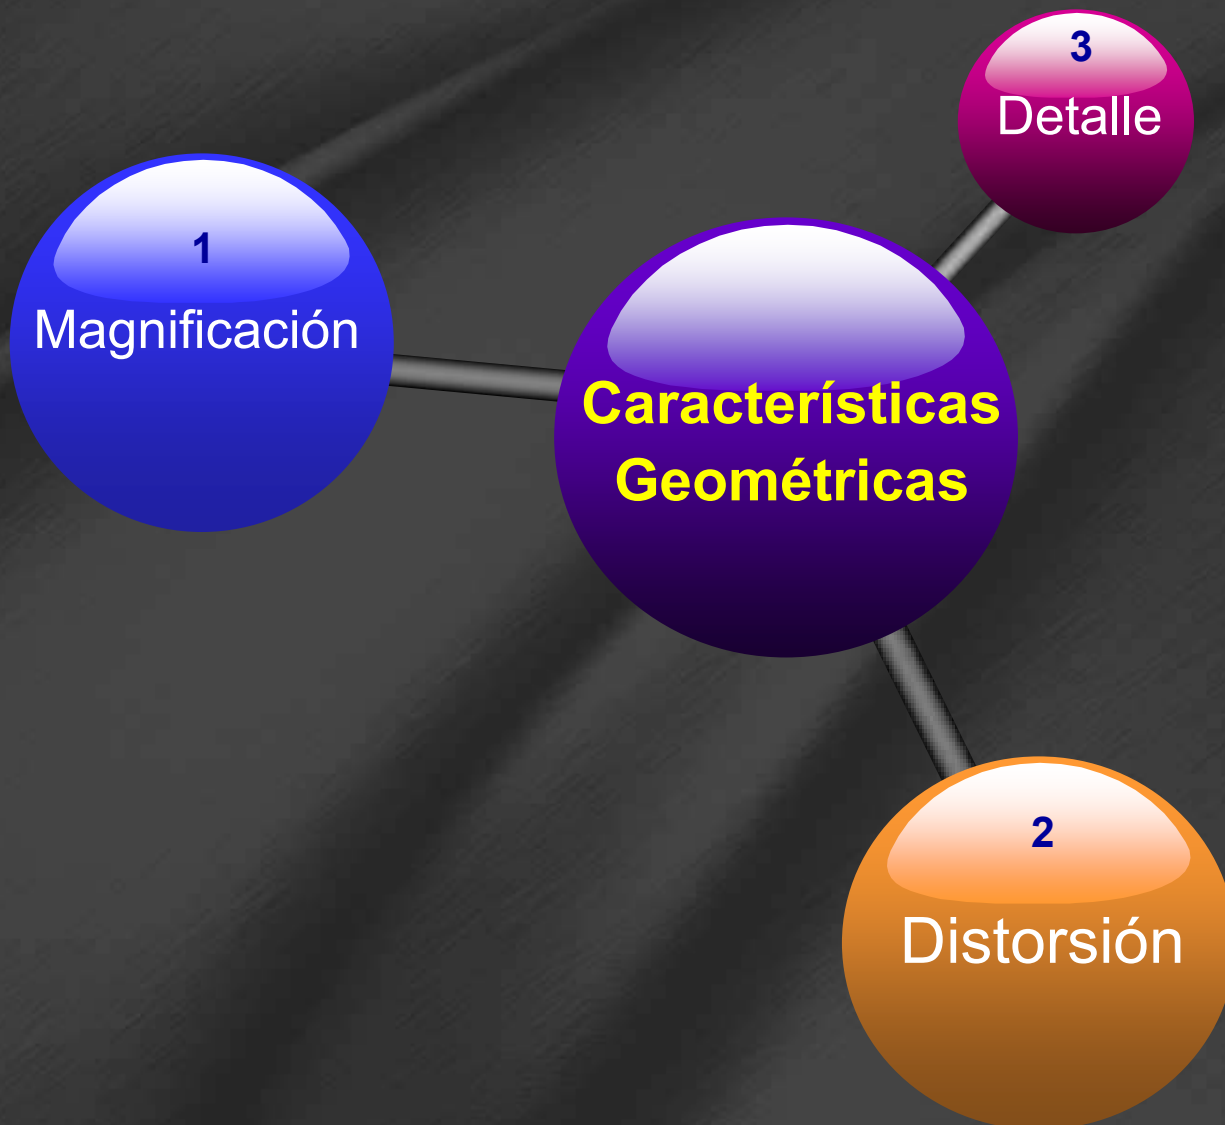 3
Detalle
1
Magnificación
Características
Geométricas
2
Distorsión